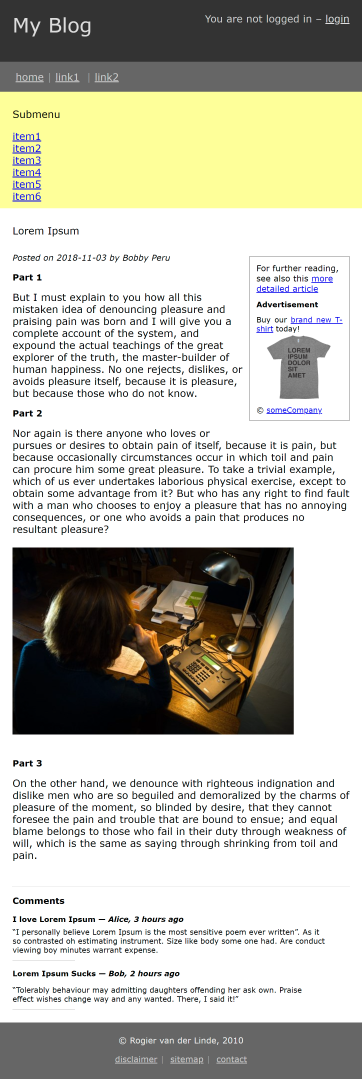 My Blog
You are not logged in – login
home | link1 | link2
Submenu
item1
item2
item3
item4
item5
item6
Lorem Ipsum
Posted on 2018-11-03 by Bobby Peru
For further reading,
see also this more
detailed article
Advertisement
Buy our brand new T-
shirt today!
LOREM
IPSUM
DOLOR
SIT
AMET
© someCompany
Part 1
But I must explain to you how all this
mistaken idea of denouncing pleasure and
praising pain was born and I will give you a
complete account of the system, and
expound the actual teachings of the great
explorer of the truth, the master-builder of
human happiness. No one rejects, dislikes, or
avoids pleasure itself, because it is pleasure,
but because those who do not know.
Part 2
Nor again is there anyone who loves or
pursues or desires to obtain pain of itself, because it is pain, but
because occasionally circumstances occur in which toil and pain
can procure him some great pleasure. To take a trivial example,
which of us ever undertakes laborious physical exercise, except to
obtain some advantage from it? But who has any right to find fault
with a man who chooses to enjoy a pleasure that has no annoying
consequences, or one who avoids a pain that produces no
resultant pleasure?
Part 3
On the other hand, we denounce with righteous indignation and
dislike men who are so beguiled and demoralized by the charms of
pleasure of the moment, so blinded by desire, that they cannot
foresee the pain and trouble that are bound to ensue; and equal
blame belongs to those who fail in their duty through weakness of
will, which is the same as saying through shrinking from toil and
pain.
Comments
I love Lorem Ipsum — Alice, 3 hours ago
“I personally believe Lorem Ipsum is the most sensitive poem ever written”. As it
so contrasted oh estimating instrument. Size like body some one had. Are conduct
viewing boy minutes warrant expense.
Lorem Ipsum Sucks — Bob, 2 hours ago
“Tolerably behaviour may admitting daughters offending her ask own. Praise
effect wishes change way and any wanted. There, I said it!”
© Rogier van der Linde, 2010
disclaimer | sitemap | contact